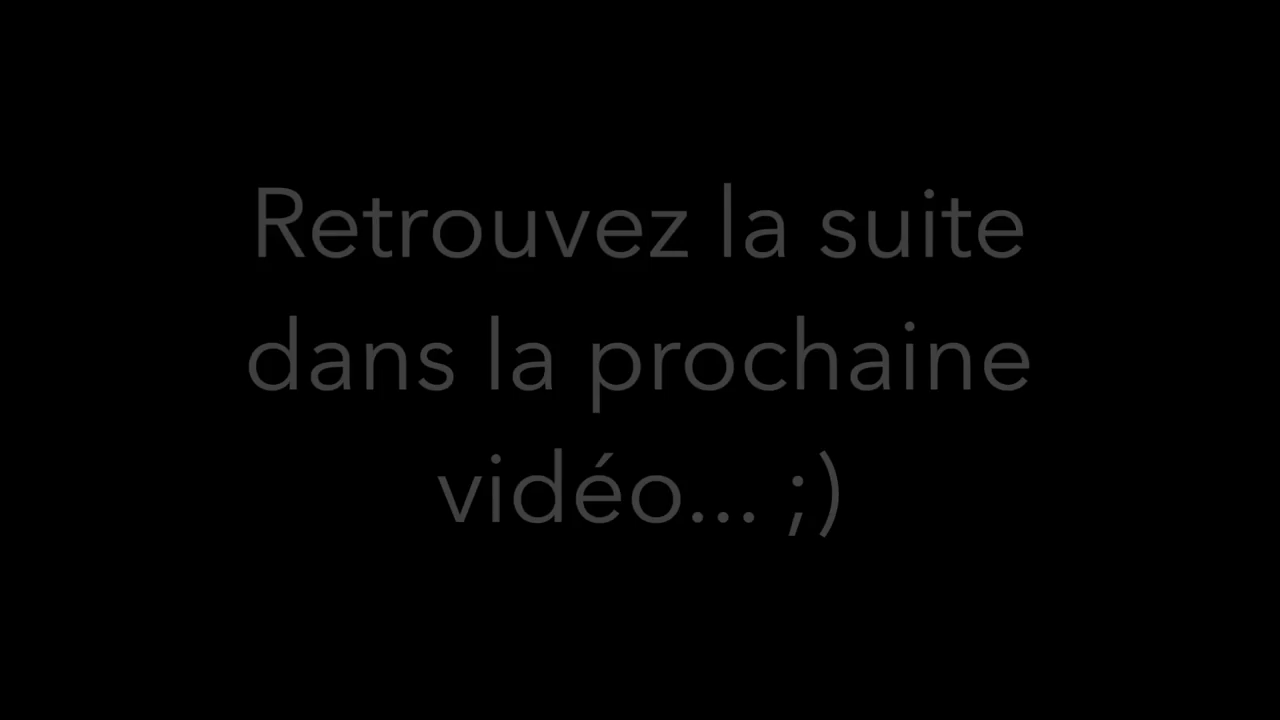 Retrouvez la suite
dans la prochaine
vidéo... ;)